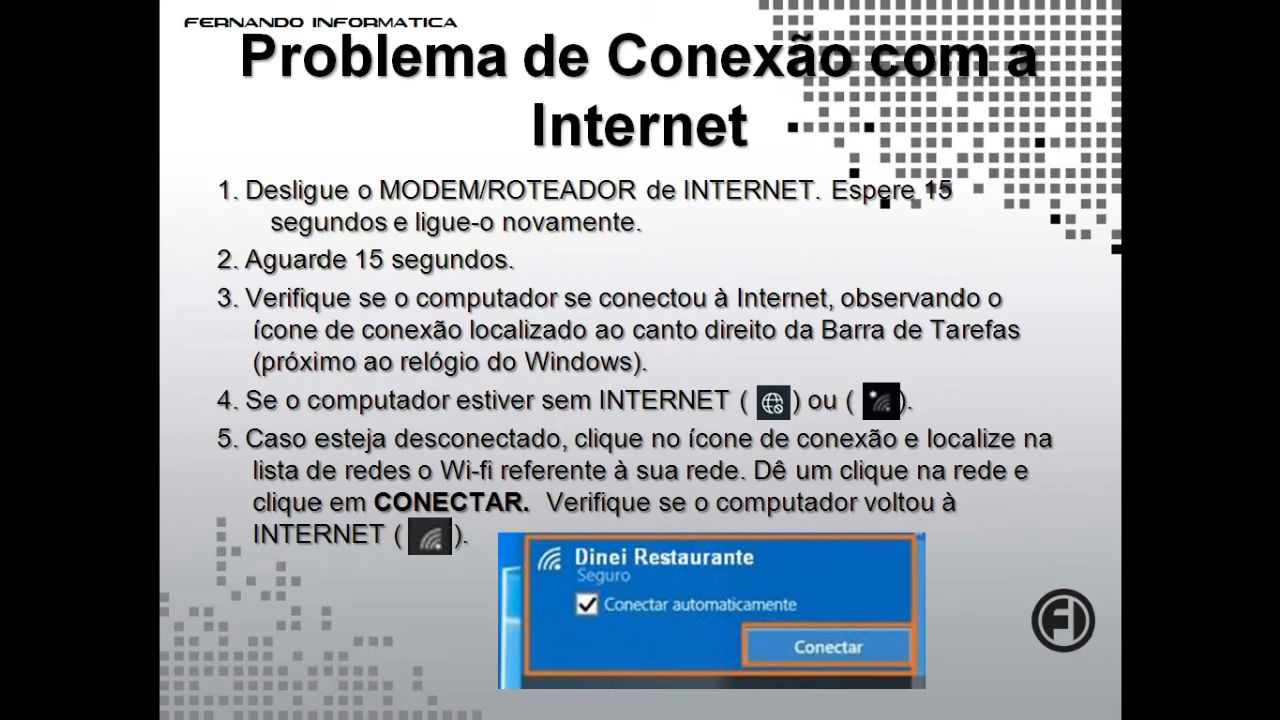 FERNANDO INFORMATICA
Problema de Conexão com a
Internet
1. Desligue o MODEM/ROTEADOR de INTERNET. Espere 15
segundos e ligue-o novamente.
2. Aguarde 15 segundos.
3. Verifique se o computador se conectou à Internet, observando o
ícone de conexão localizado ao canto direito da Barra de Tarefas
(próximo ao relógio do Windows).
4. Se o computador estiver sem INTERNET ( ) ou ( ).
5. Caso esteja desconectado, clique no ícone de conexão e localize na
lista de redes o Wi-fi referente à sua rede. Dê um clique na rede e
clique em CONECTAR. Verifique se o computador voltou à
INTERNET ( ).
Dinei Restaurante
Seguro
Conectar automaticamente
Conectar
FI